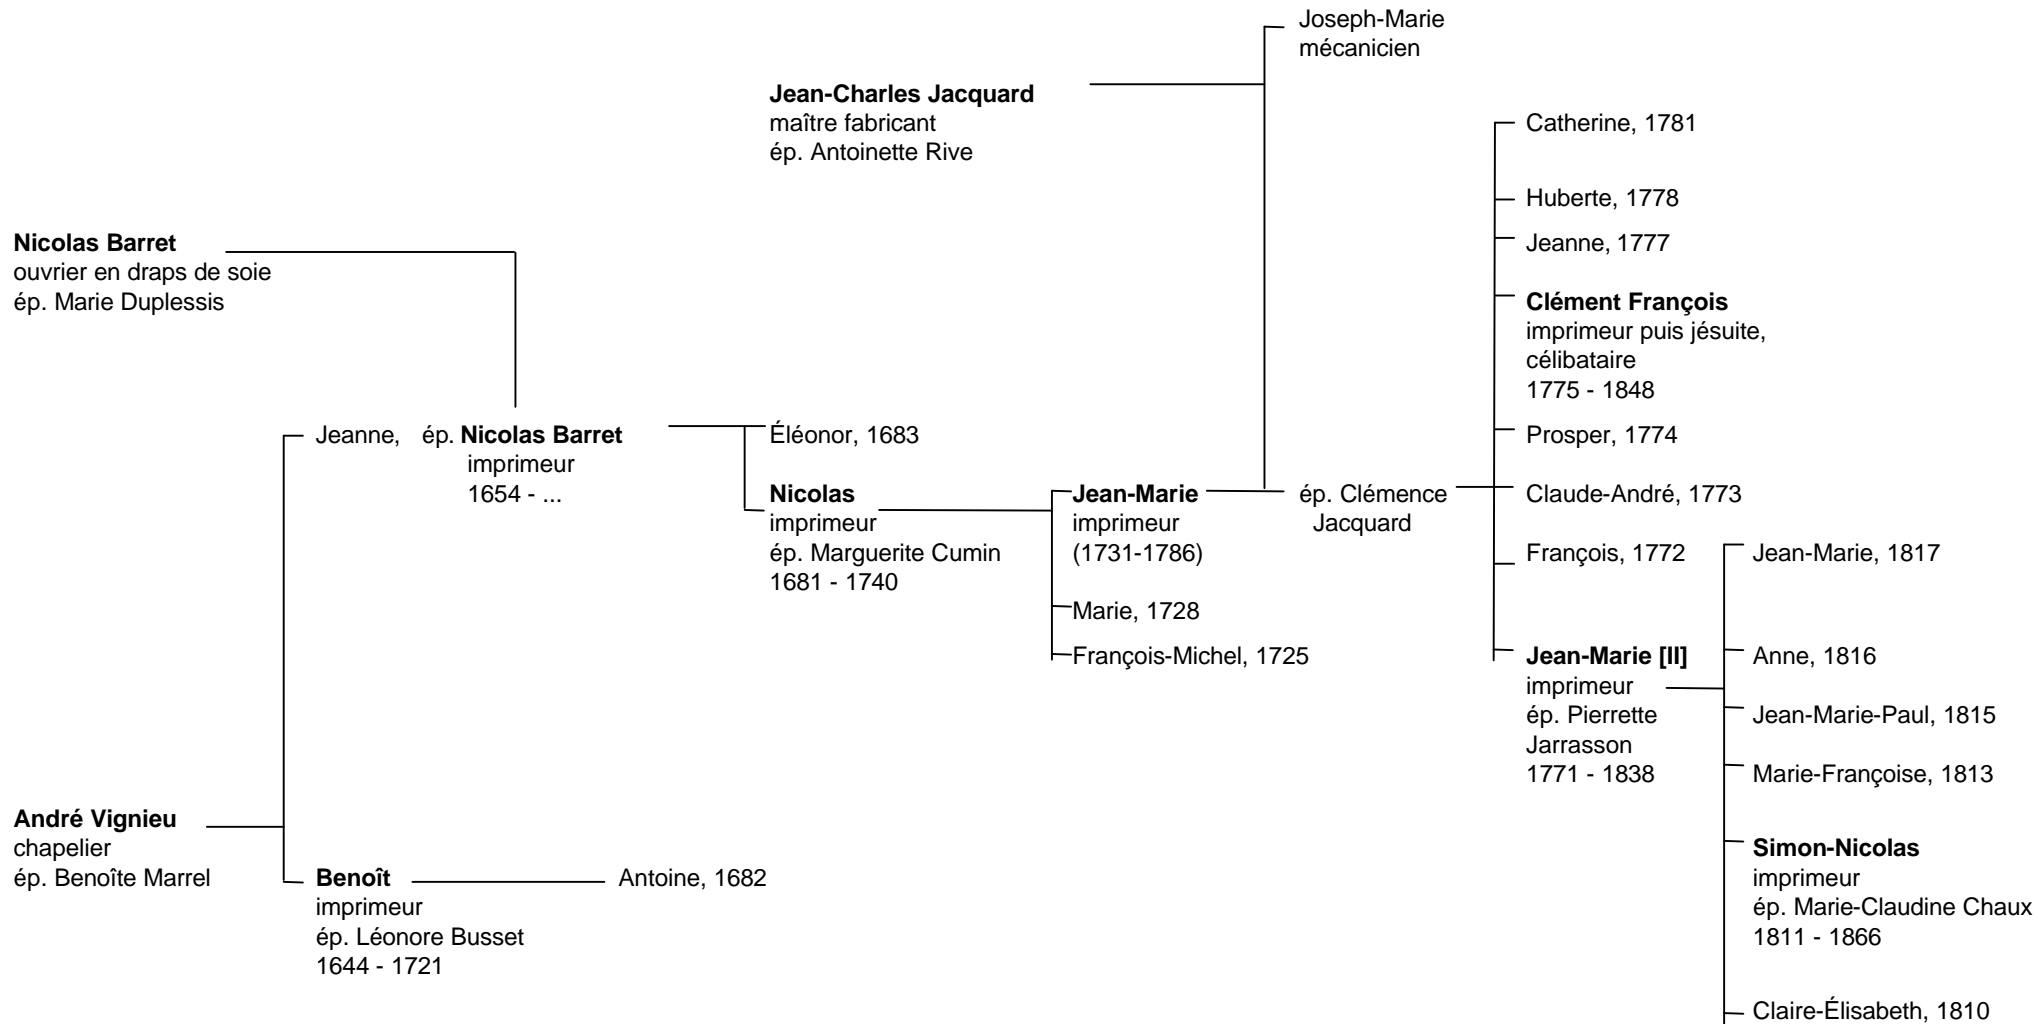 Joseph-Marie
mécanicien
Jean-Charles Jacquard
maître fabricant
ép. Antoinette Rive
Catherine, 1781
Huberte, 1778
Jeanne, 1777
Clément François
imprimeur puis jésuite,
célibataire
1775 - 1848
Prosper, 1774
Claude-André, 1773
François, 1772
Jean-Marie [II]
imprimeur
ép. Pierrette
Jarrasson
1771 - 1838
Nicolas Barret
ouvrier en draps de soie
ép. Marie Duplessis
Jeanne, ép. Nicolas Barret
imprimeur
1654 - ...
Éléonor, 1683
Nicolas
imprimeur
ép. Marguerite Cumin
1681 - 1740
Jean-Marie
imprimeur
(1731-1786)
Marie, 1728
François-Michel, 1725
ép. Clémence
Jacquard
Jean-Marie, 1817
Anne, 1816
Jean-Marie-Paul, 1815
Marie-Françoise, 1813
Simon-Nicolas
imprimeur
ép. Marie-Claudine Chaux
1811 - 1866
Claire-Élisabeth, 1810
André Vignieu
chapelier
ép. Benoîte Marrel
Benoît
imprimeur
ép. Léonore Busset
1644 - 1721
Antoine, 1682